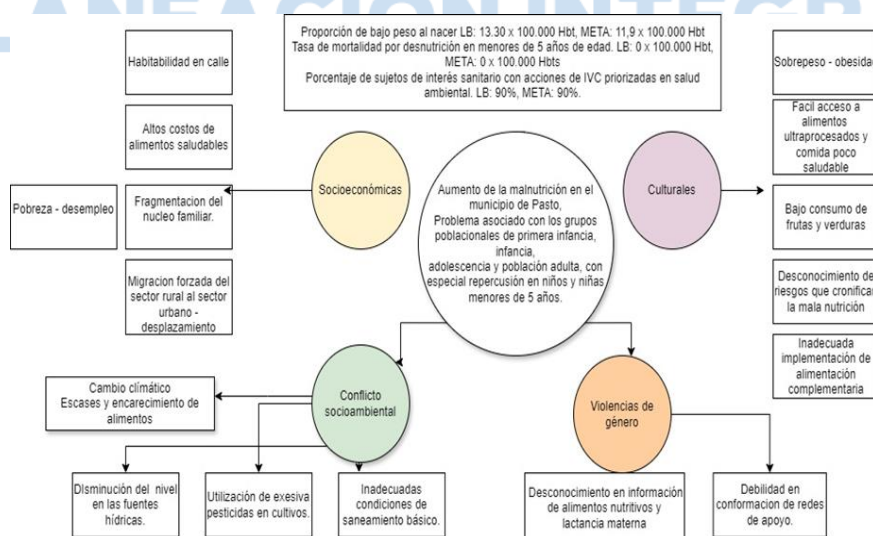 Proporción de bajo peso al nacer LB: 13.30 x 100.000 Hbt, META: 11,9 x 100.000 Hbt
Tasa de mortalidad por desnutrición en menores de 5 años de edad. LB: 0 x 100.000 Hbt,
META: 0 x 100.000 Hbts
Porcentaje de sujetos de interés sanitario con acciones de IVC priorizadas en salud
ambiental. LB: 90%, META: 90%.
Habitabilidad en calle
Altos costos de
alimentos saludables
Pobreza - desempleo
Fragmentacion del
nucleo familiar.
Migracion forzada del
sector rural al sector
urbano -
desplazamiento
Socioeconómicas
Aumento de la malnutrición en el
municipio de Pasto,
Problema asociado con los grupos
poblacionales de primera infancia,
infancia,
adolescencia y población adulta, con
especial repercusión en niños y niñas
menores de 5 años.
Culturales
Sobrepeso - obesidad
Facil acceso a
alimentos
ultraprocesados y
comida poco
saludable
Bajo consumo de
frutas y verduras
Desconocimiento de
riesgos que cronifican
la mala nutrición
Inadecuada
implementación de
alimentación
complementaria
Conflicto
socioambiental
Cambio clímático
Escases y encarecimiento de
alimentos
DIsminución del nivel
en las fuentes
hídricas.
Utilización de exesiva
pesticidas en cultivos.
Inadecuadas
condiciones de
saneamiento básico.
Violencias de
género
Desconocimiento en información
de alimentos nutritivos y
lactancia materna
Debilidad en
conformacion de redes
de apoyo.